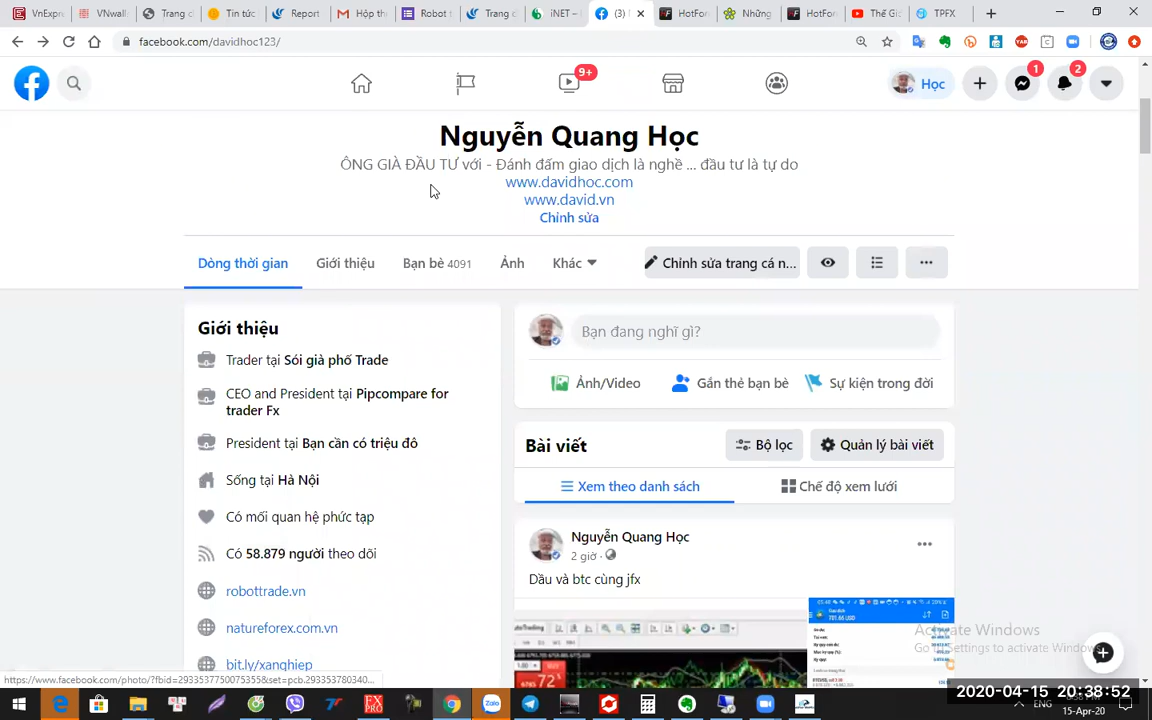 VnExpre
VNwall
Trang c
Tin tức
Report
Hộp th
Robot t
Trang c
iNET –
(3)
HotFor
Những
HotFor
Thế Giớ
TPFX
facebook.com/davidhoc123/
9+
Học
1
2
Nguyễn Quang Học
ÔNG GIÀ ĐẦU TƯ với - Đánh đấm giao dịch là nghề ... đầu tư là tự do
www.davidhoc.com
www.david.vn
Chỉnh sửa
Dòng thời gian
Giới thiệu
Bạn bè 4091
Ảnh
Khác
Chỉnh sửa trang cá n...
Giới thiệu
Trader tại Sói già phố Trade
CEO and President tại Pipcompare for
trader Fx
President tại Bạn cần có triệu đô
Sống tại Hà Nội
Có mối quan hệ phức tạp
Có 58.879 người theo dõi
robottrade.vn
natureforex.com.vn
bit.ly/xanghiep
Bạn đang nghĩ gì?
Ảnh/Video
Gắn thẻ bạn bè
Sự kiện trong đời
Bài viết
Bộ lọc
Quản lý bài viết
Xem theo danh sách
Chế độ xem lưới
Nguyễn Quang Học
2 giờ ·
Dầu và btc cùng jfx
701.66 USD
Activate Windows
Go to Settings to activate Windows.
2020-04-15 20:38:52
ENG
15-Apr-20